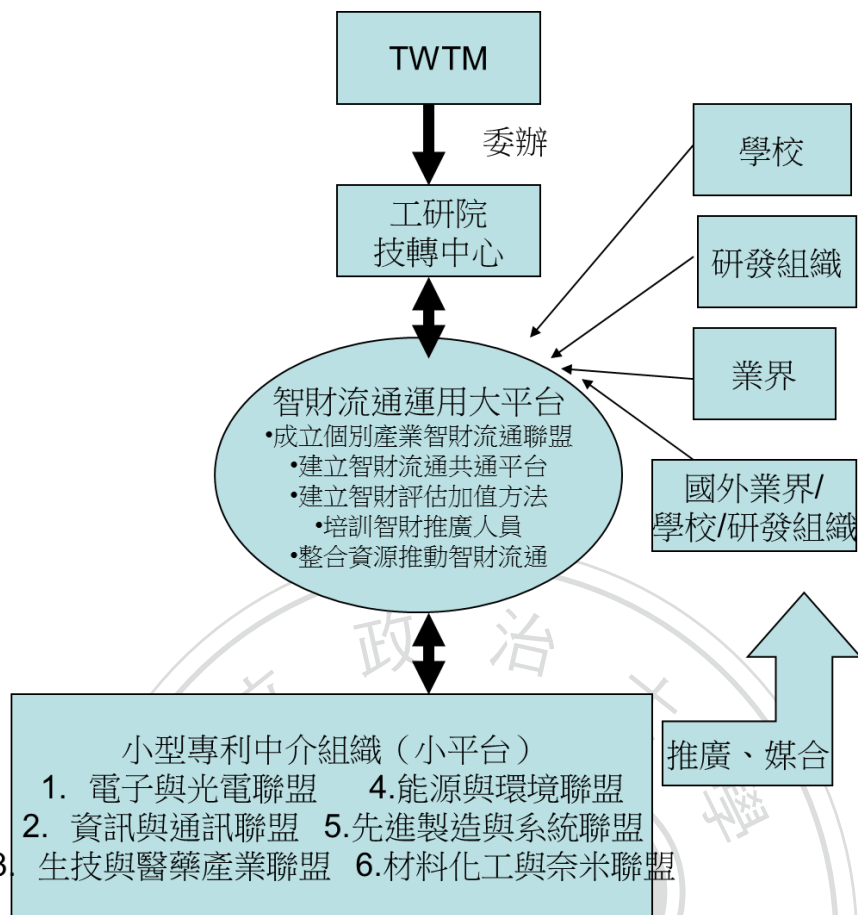 TWTM
委辦
工研院
技轉中心
學校
研發組織
業界
國外業界/
學校/研發組織
智財流通運用大平台
•成立個別產業智財流通聯盟
•建立智財流通共通平台
•建立智財評估加值方法
•培訓智財推廣人員
•整合資源推動智財流通
推廣、媒合
小型專利中介組織（小平台）
1. 電子與光電聯盟 4.能源與環境聯盟
2. 資訊與通訊聯盟 5.先進製造與系統聯盟
3. 生技與醫藥產業聯盟 6.材料化工與奈米聯盟
政 治
學